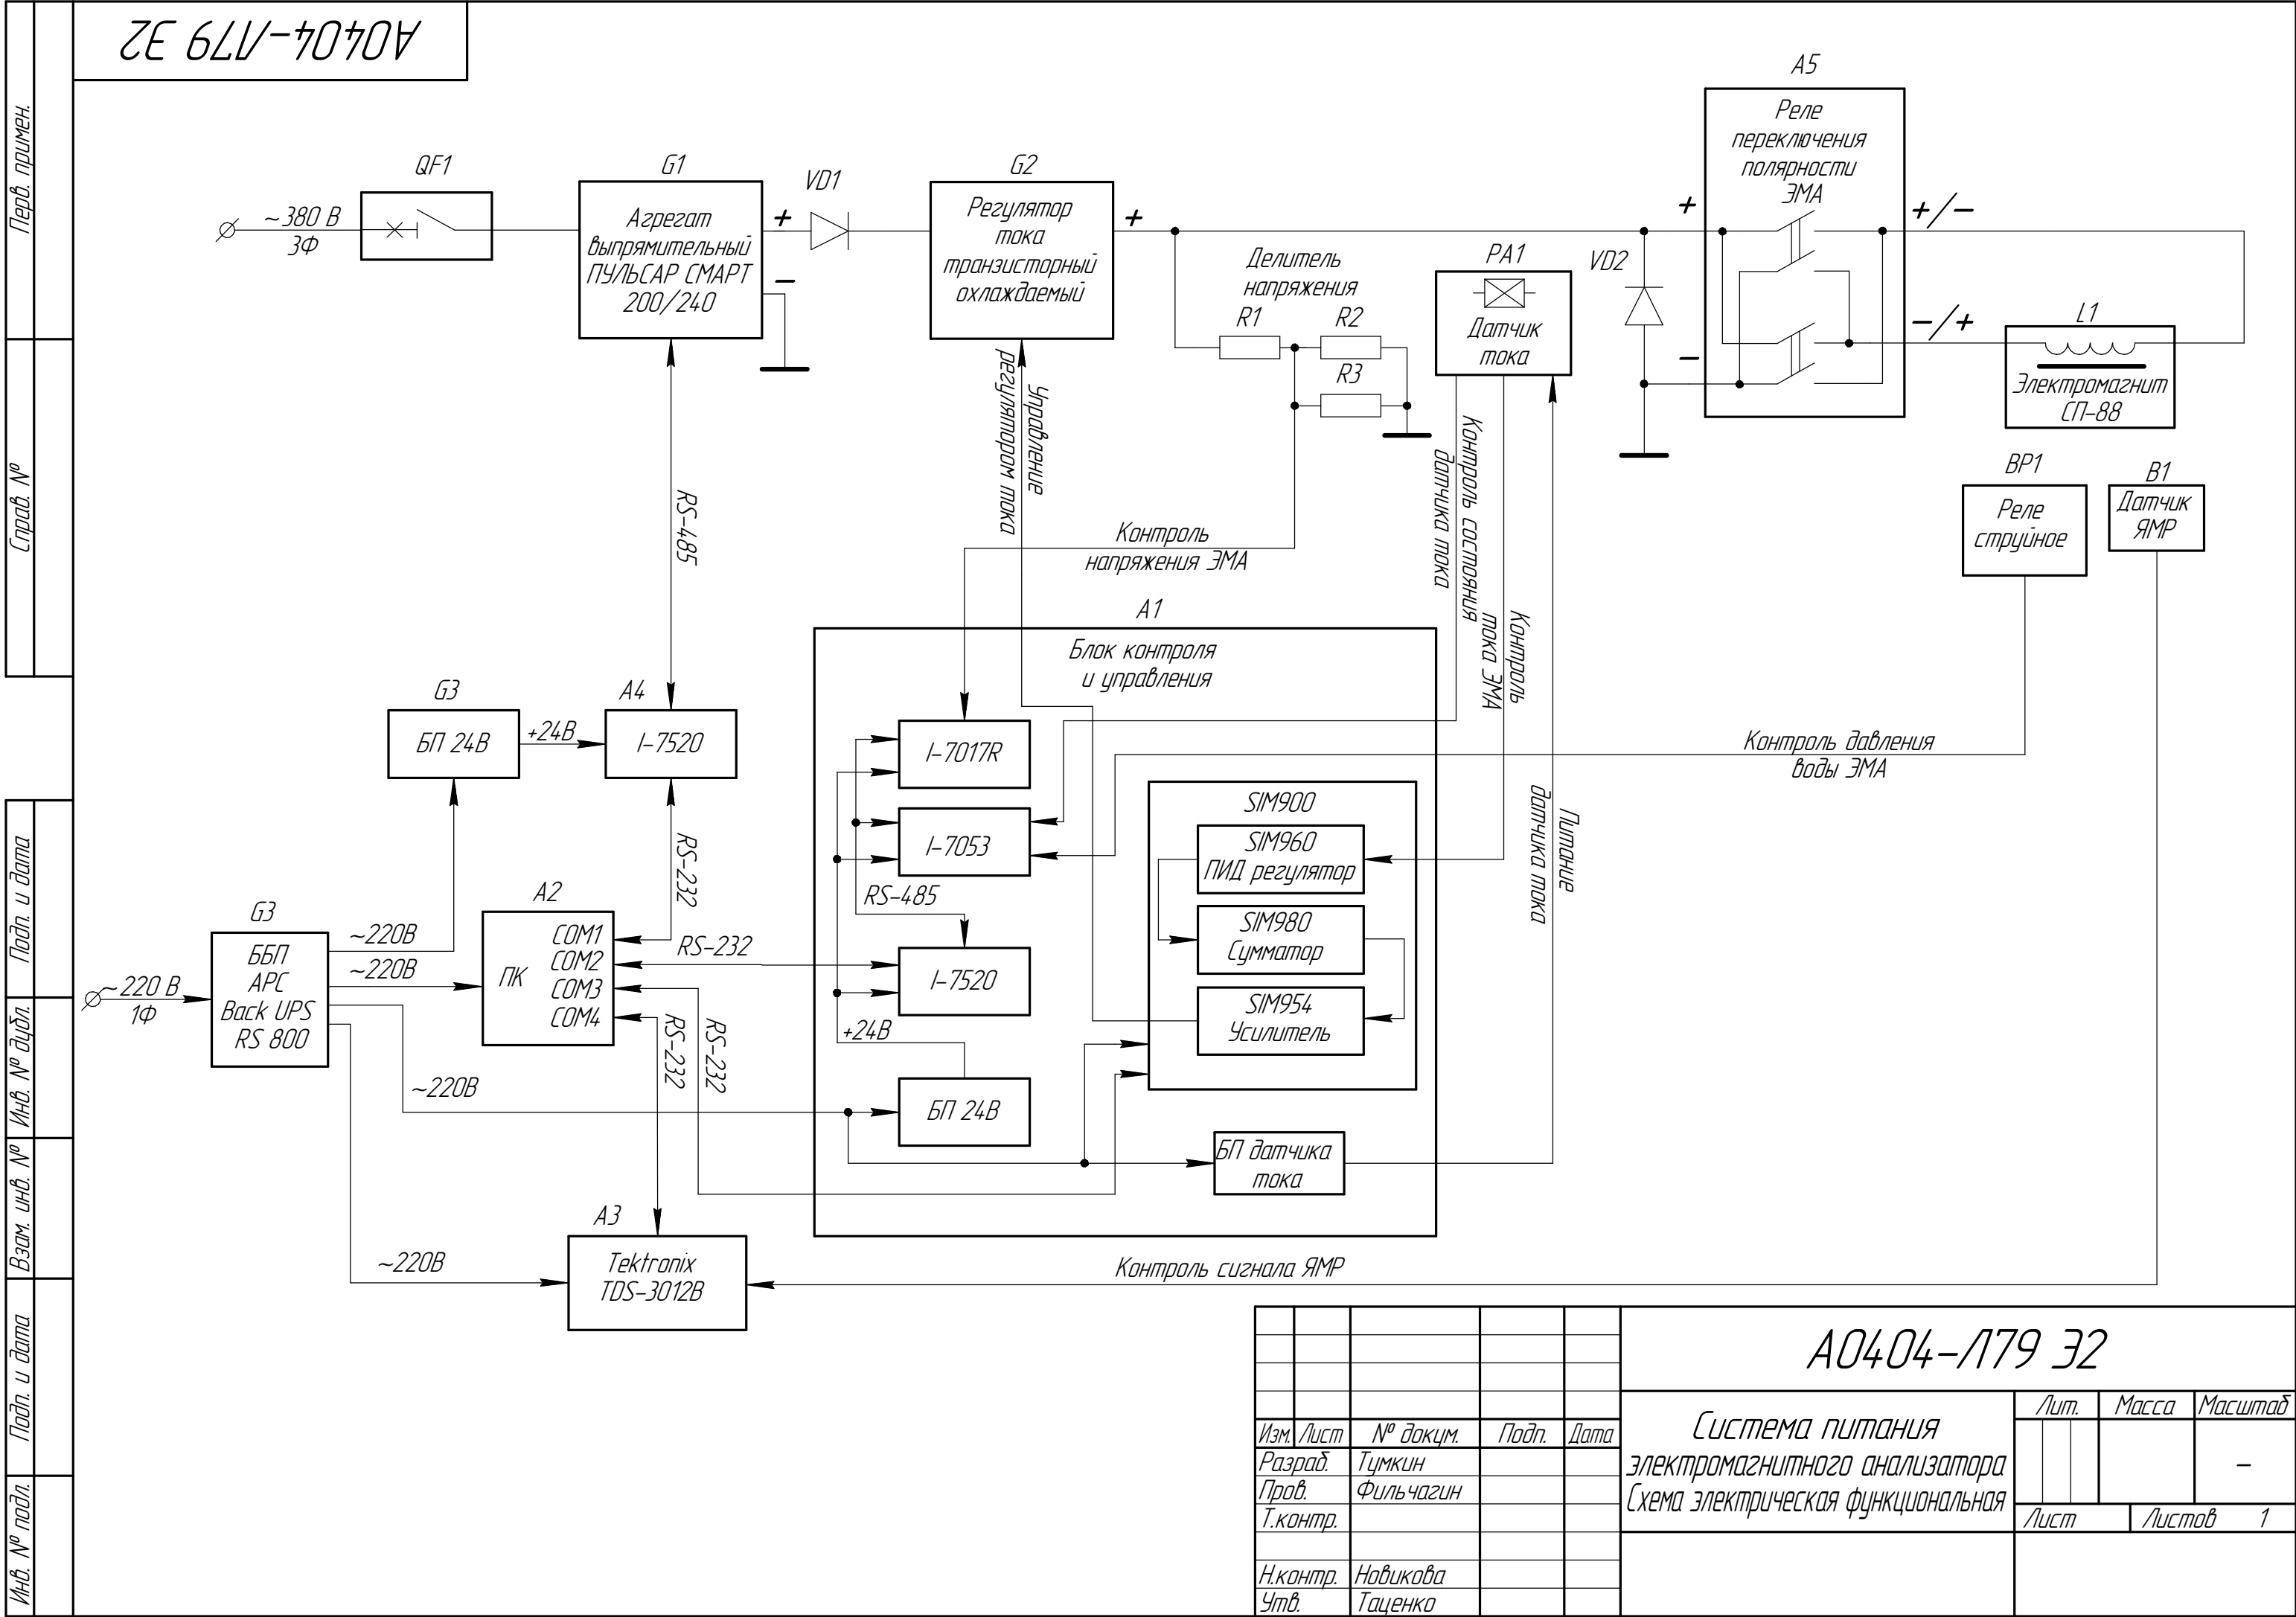 А0404-Л79 Э2
Перв. примен.
Справ. №
Подп. и дата
Инв. № дубл.
Взам. инв. №
Подп. и дата
Инв. № подл.
~380 В
3Ф
QF1
G1
Агрегат
выпрямительный
ПУЛЬСАР СМАРТ
200/240
+
-
VD1
G2
Регулятор
тока
транзисторный
охлаждаемый
+
Делитель
напряжения
R1
R2
R3
PA1
Датчик
тока
VD2
A5
Реле
переключения
полярности
ЭМА
+
-
+/-
-/+
L1
Электромагнит
СП-88
BP1
Реле
струйное
B1
Датчик
ЯМР
RS-485
Управление
регулятором тока
Контроль
напряжения ЭМА
Контроль состояния
датчика тока
Контроль
тока ЭМА
Питание
датчика тока
Контроль давления
воды ЭМА
G3
БП 24В
+24В
A4
I-7520
RS-232
A1
Блок контроля
и управления
I-7017R
I-7053
RS-485
I-7520
+24В
БП 24В
SIM900
SIM960
ПИД регулятор
SIM980
Сумматор
SIM954
Усилитель
БП датчика
тока
~220 В
1Ф
G3
ББП
APC
Back UPS
RS 800
~220В
~220В
~220В
~220В
A2
ПК
COM1
COM2
COM3
COM4
RS-232
RS-232
RS-232
A3
Tektronix
TDS-3012B
Контроль сигнала ЯМР
А0404-Л79 Э2
Система питания
электромагнитного анализатора
Схема электрическая функциональная
Лит. Масса Масштаб
-
Лист Листов 1
Изм. Лист № докум. Подп. Дата
Разраб. Тумкин
Пров. Фильчагин
Т.контр.
Н.контр. Новикова
Утв. Таценко